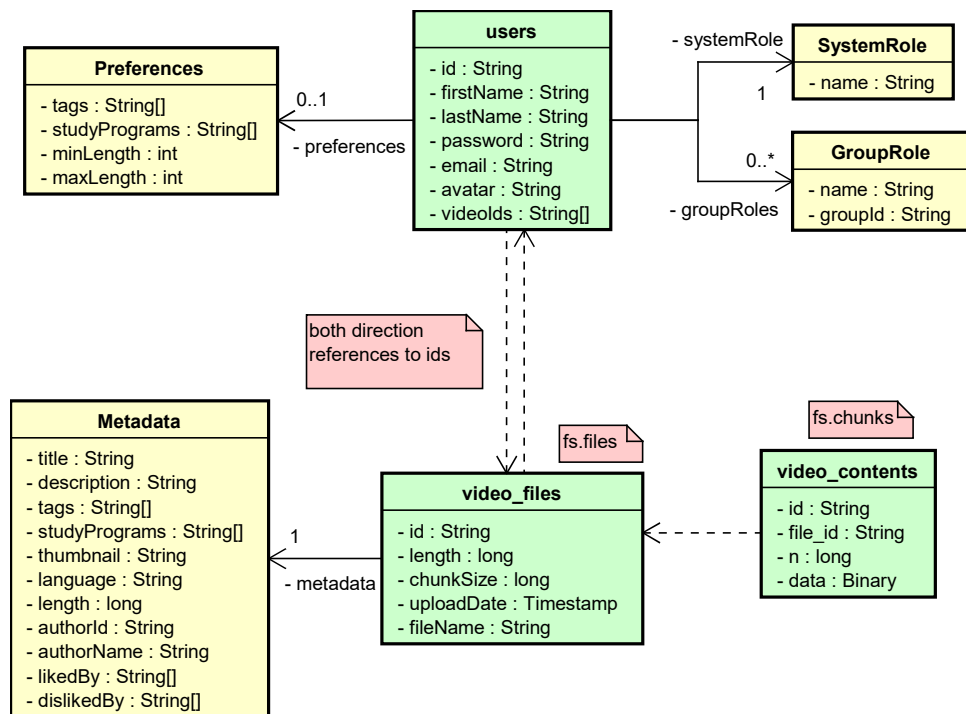 users
- id : String
- firstName : String
- lastName : String
- password : String
- email : String
- avatar : String
- videoIds : String[]
Preferences
- tags : String[]
- studyPrograms : String[]
- minLength : int
- maxLength : int
0..1
- preferences
- systemRole
1
SystemRole
- name : String
0..*
- groupRoles
GroupRole
- name : String
- groupId : String
both direction
references to ids
Metadata
- title : String
- description : String
- tags : String[]
- studyPrograms : String[]
- thumbnail : String
- language : String
- length : long
- authorId : String
- authorName : String
- likedBy : String[]
- dislikedBy : String[]
1
- metadata
fs.files
video_files
- id : String
- length : long
- chunkSize : long
- uploadDate : Timestamp
- fileName : String
fs.chunks
video_contents
- id : String
- file_id : String
- n : long
- data : Binary